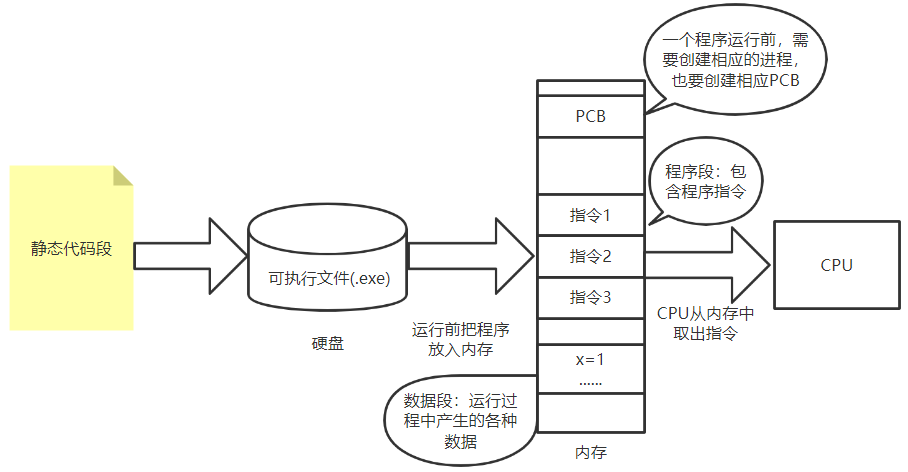 一个程序运行前，需
要创建相应的进程，
也要创建相应PCB
PCB
程序段：包
含程序指令
静态代码段
可执行文件(.exe)
硬盘
运行前把程序
放入内存
指令1
指令2
指令3
CPU从内存中
取出指令
CPU
x=1
......
数据段：运行过
程中产生的各种
数据
内存